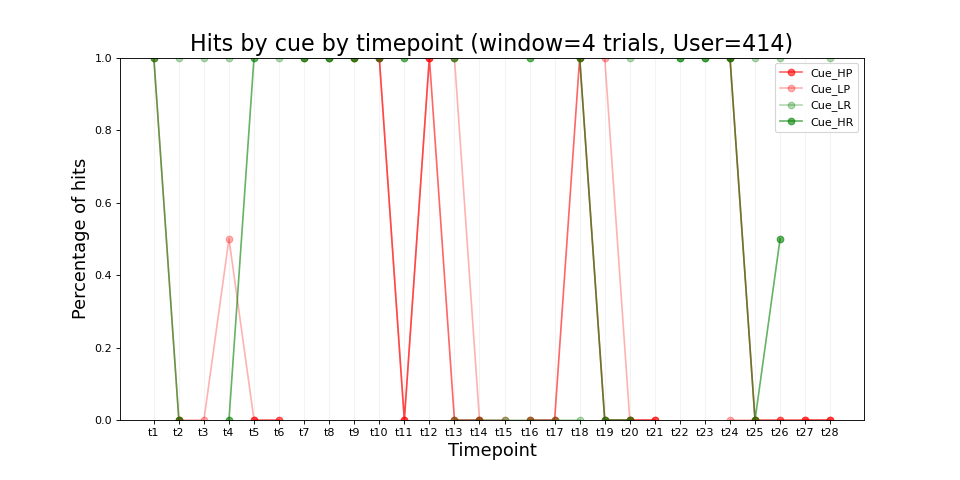 Hits by cue by timepoint (window=4 trials, User=414)
Percentage of hits
1.0
0.8
0.6
0.4
0.2
0.0
Cue_HP
Cue_LP
Cue_LR
Cue_HR
t1 t2 t3 t4 t5 t6 t7 t8 t9 t10 t11 t12 t13 t14 t15 t16 t17 t18 t19 t20 t21 t22 t23 t24 t25 t26 t27 t28
Timepoint